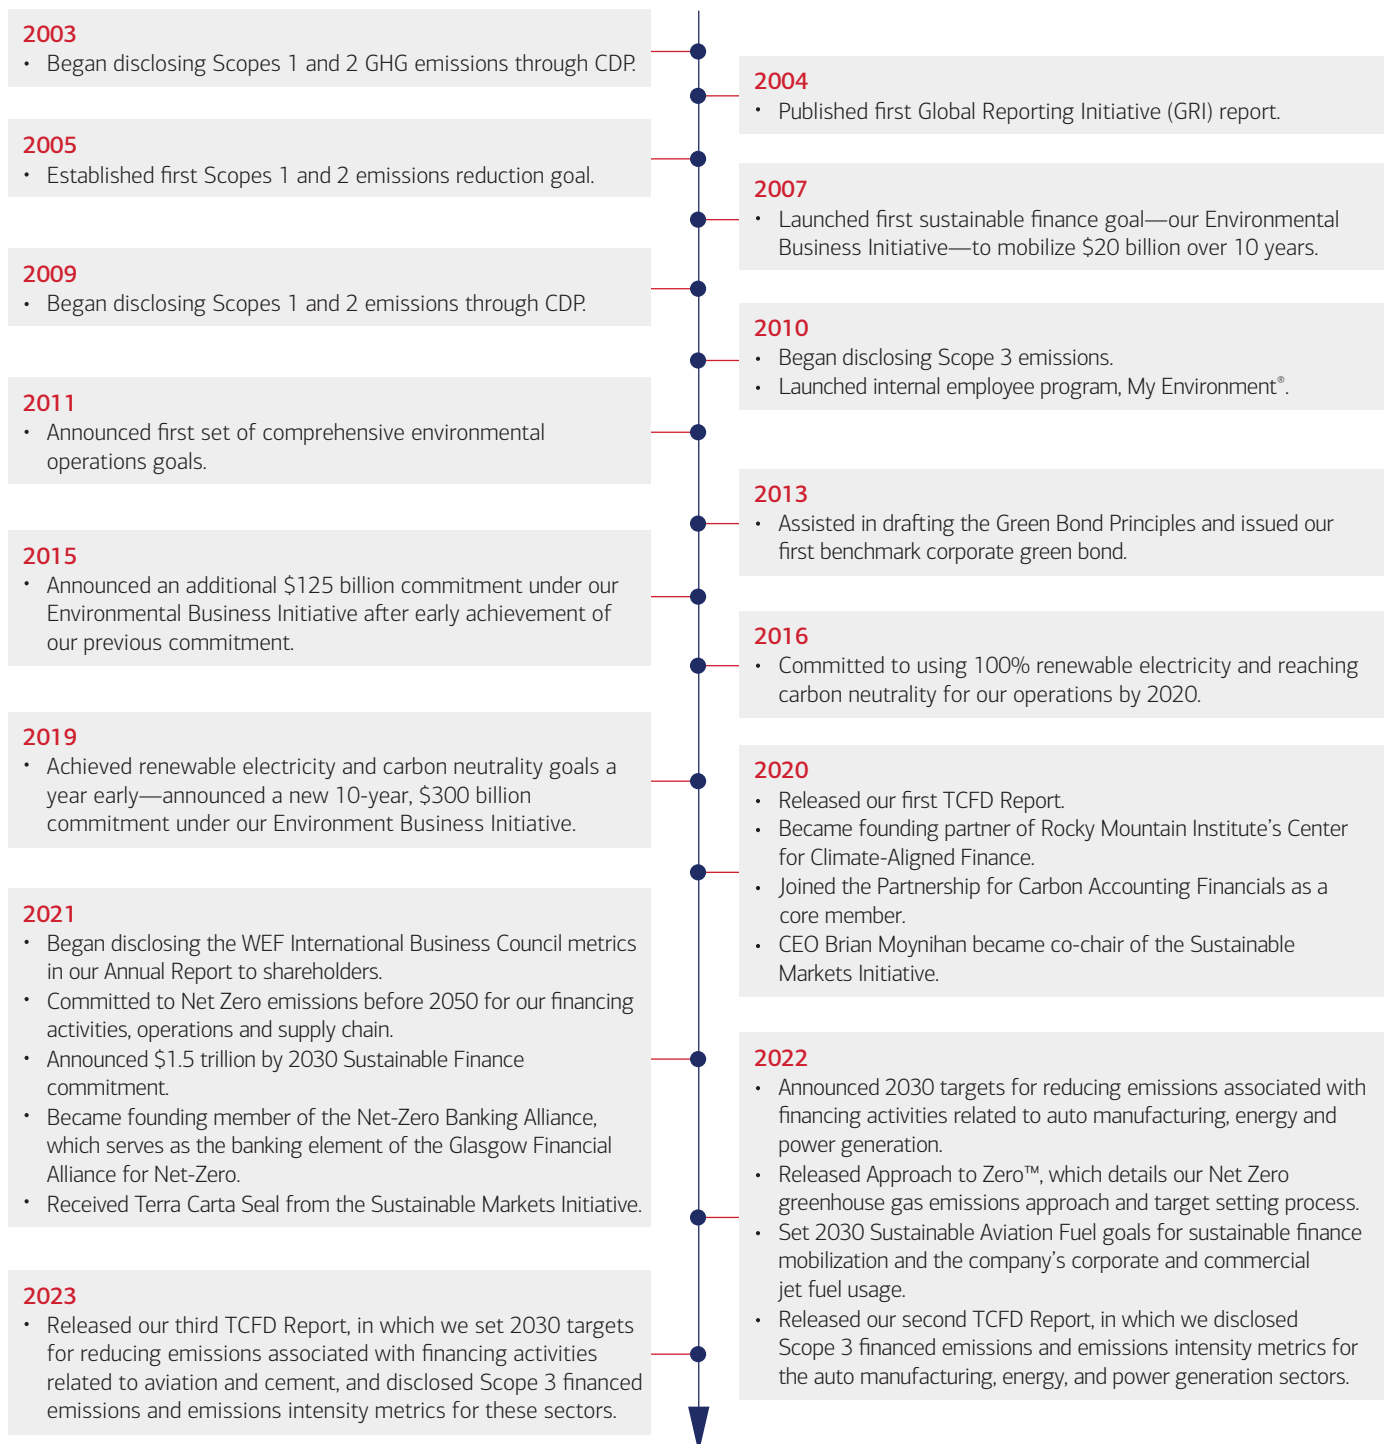 2003
• Began disclosing Scopes 1 and 2 GHG emissions through CDP.
2004
• Published first Global Reporting Initiative (GRI) report.
2005
• Established first Scopes 1 and 2 emissions reduction goal.
2007
• Launched first sustainable finance goal—our Environmental
Business Initiative—to mobilize $20 billion over 10 years.
2009
• Began disclosing Scopes 1 and 2 emissions through CDP.
2010
• Began disclosing Scope 3 emissions.
• Launched internal employee program, My Environment®.
2011
• Announced first set of comprehensive environmental
operations goals.
2013
• Assisted in drafting the Green Bond Principles and issued our
first benchmark corporate green bond.
2015
• Announced an additional $125 billion commitment under our
Environmental Business Initiative after early achievement of
our previous commitment.
2016
• Committed to using 100% renewable electricity and reaching
carbon neutrality for our operations by 2020.
2019
• Achieved renewable electricity and carbon neutrality goals a
year early—announced a new 10-year, $300 billion
commitment under our Environment Business Initiative.
2020
• Released our first TCFD Report.
• Became founding partner of Rocky Mountain Institute’s Center
for Climate-Aligned Finance.
• Joined the Partnership for Carbon Accounting Financials as a
core member.
• CEO Brian Moynihan became co-chair of the Sustainable
Markets Initiative.
2021
• Began disclosing the WEF International Business Council metrics
in our Annual Report to shareholders.
• Committed to Net Zero emissions before 2050 for our financing
activities, operations and supply chain.
• Announced $1.5 trillion by 2030 Sustainable Finance
commitment.
• Became founding member of the Net-Zero Banking Alliance,
which serves as the banking element of the Glasgow Financial
Alliance for Net-Zero.
• Received Terra Carta Seal from the Sustainable Markets Initiative.
2022
• Announced 2030 targets for reducing emissions associated with
financing activities related to auto manufacturing, energy and
power generation.
• Released Approach to Zero™, which details our Net Zero
greenhouse gas emissions approach and target setting process.
• Set 2030 Sustainable Aviation Fuel goals for sustainable finance
mobilization and the company’s corporate and commercial
jet fuel usage.
• Released our second TCFD Report, in which we disclosed
Scope 3 financed emissions and emissions intensity metrics for
the auto manufacturing, energy, and power generation sectors.
2023
• Released our third TCFD Report, in which we set 2030 targets
for reducing emissions associated with financing activities
related to aviation and cement, and disclosed Scope 3 financed
emissions and emissions intensity metrics for these sectors.